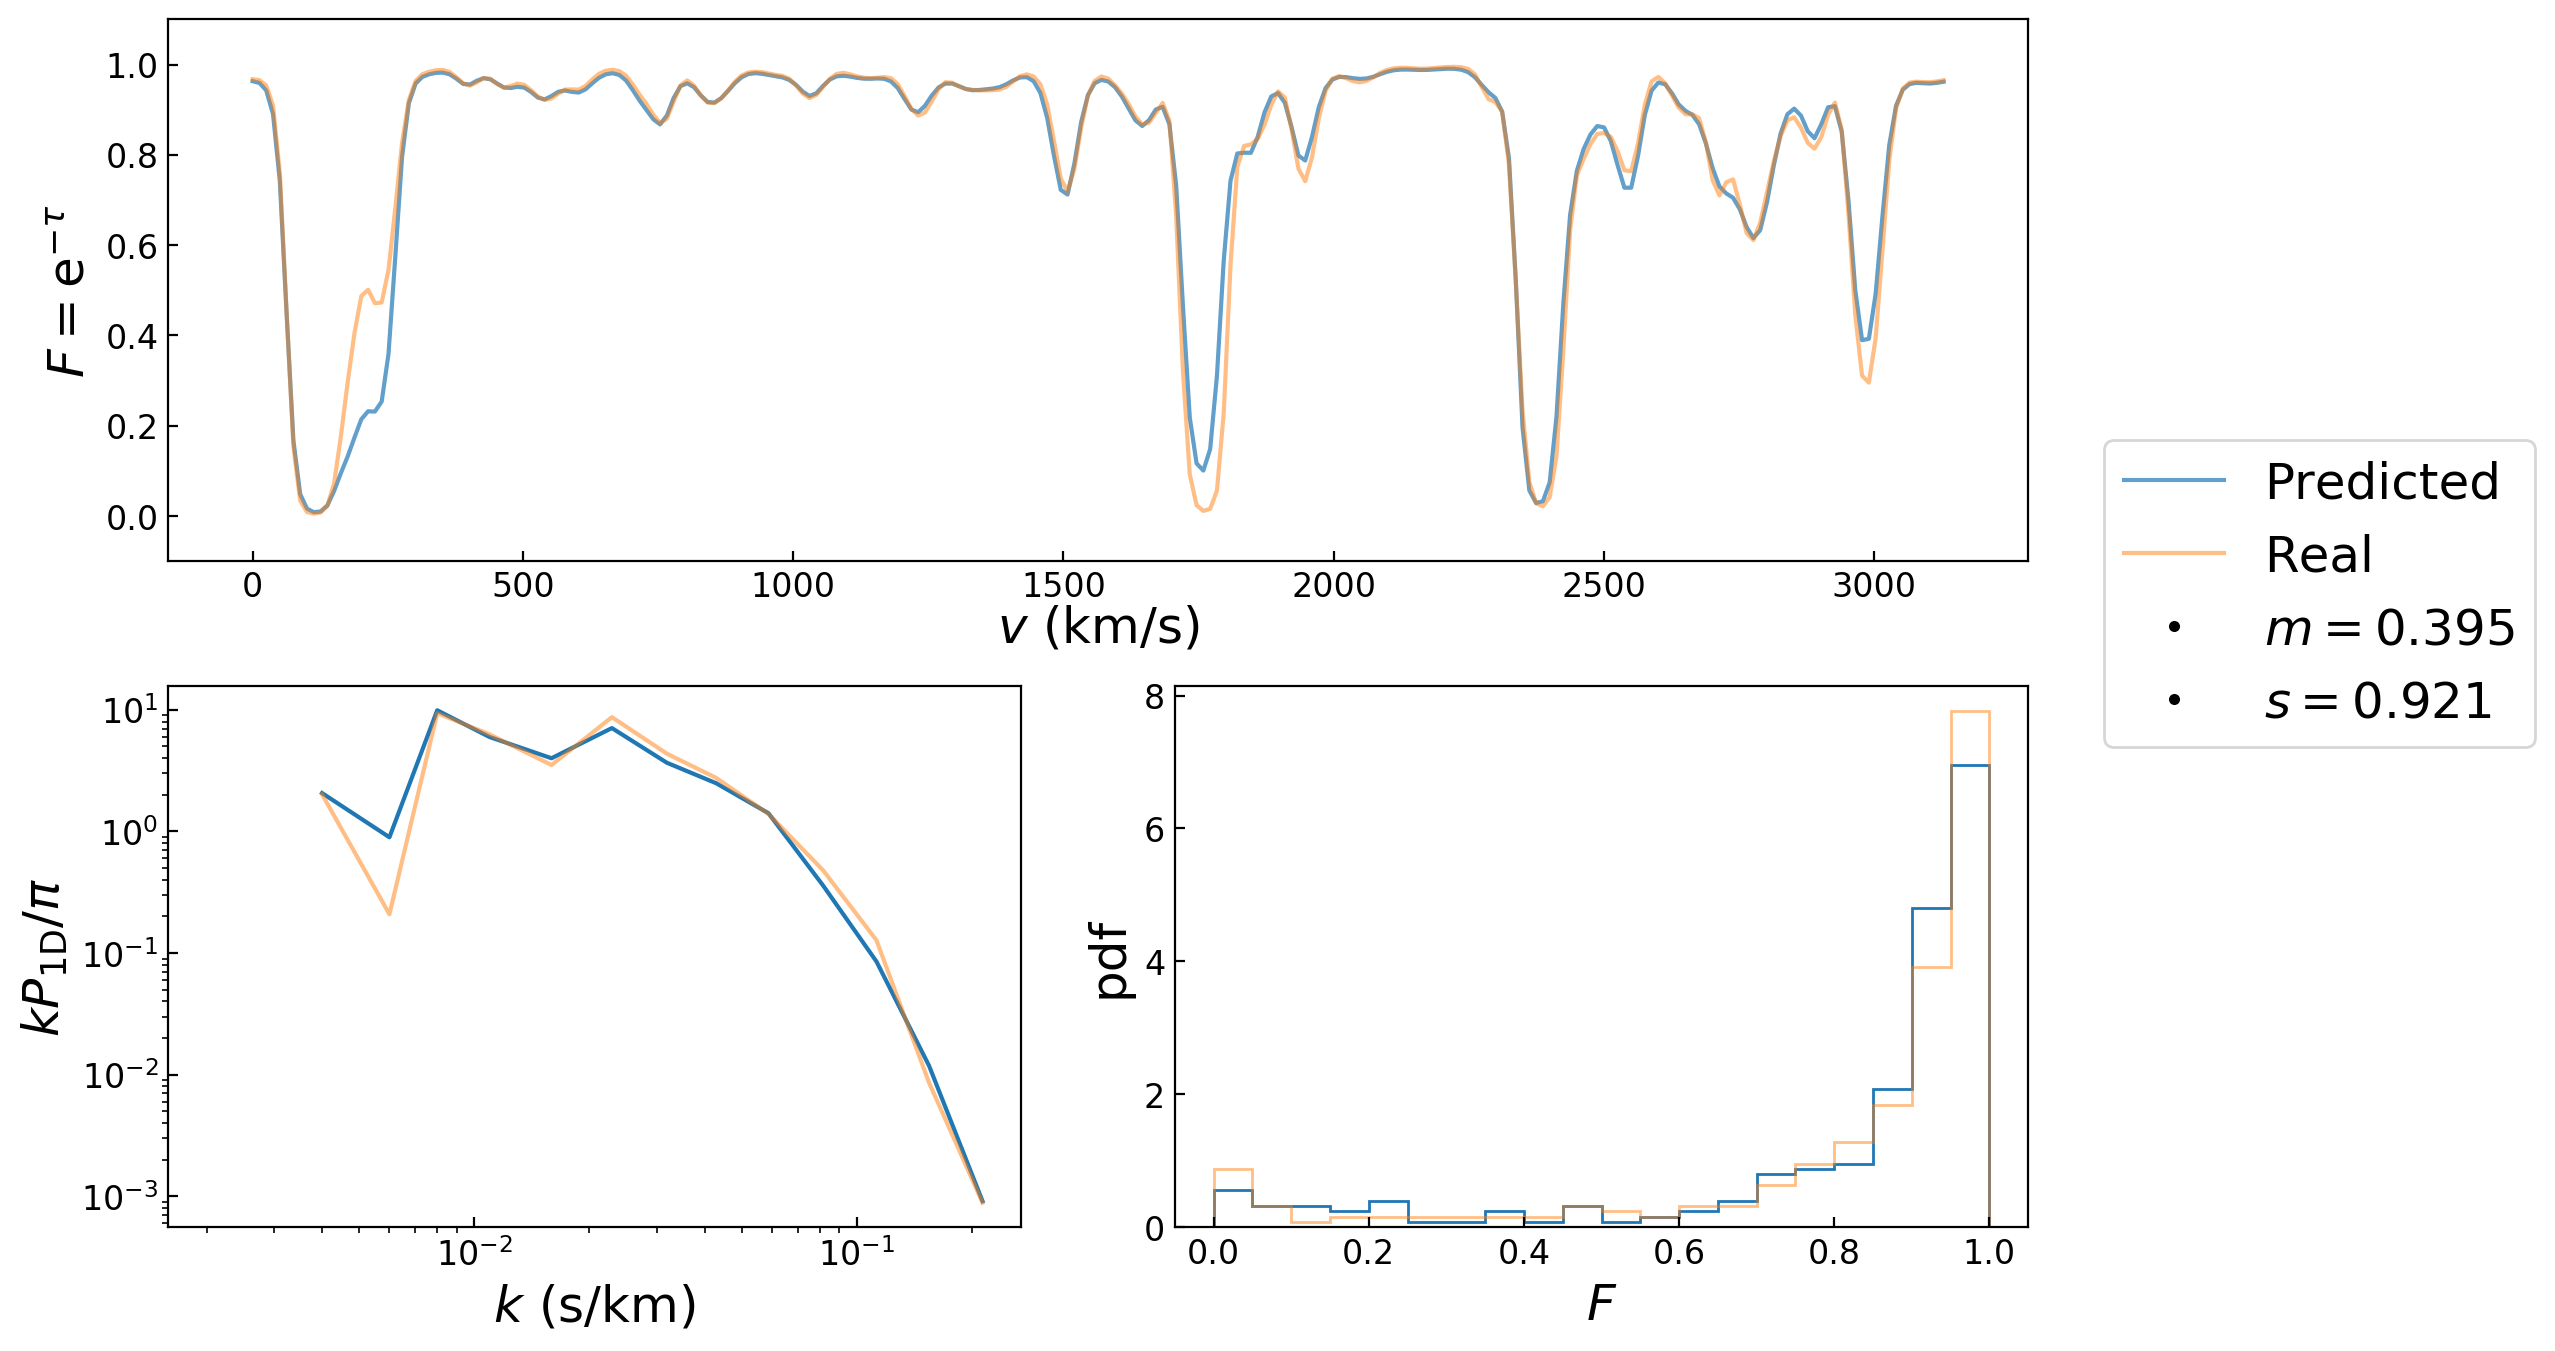 1.0
0.8
0.6
0.4
0.2
0.0
F = e^{-τ}
0 500 1000 1500 2000 2500 3000
v (km/s)
Predicted
Real
m = 0.395
s = 0.921
10^1
10^0
10^{-1}
10^{-2}
10^{-3}
kP_{1D}/π
10^{-2} 10^{-1}
k (s/km)
8
6
4
2
0
pdf
0.0 0.2 0.4 0.6 0.8 1.0
F